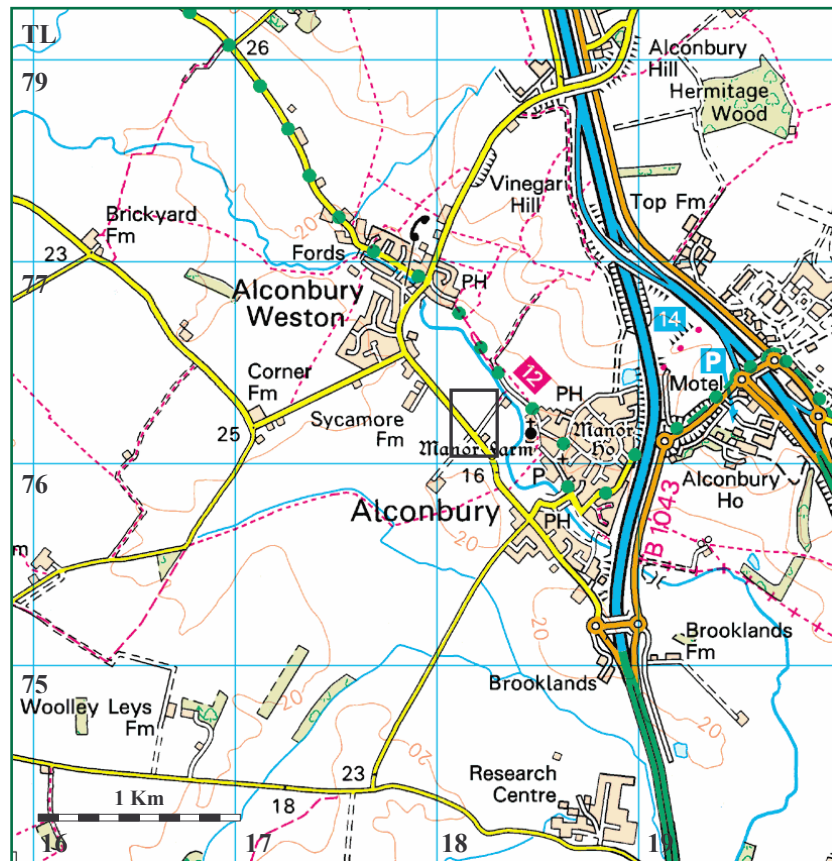 TL
79
26
Alconbury
Hill
Hermitage
Wood
Vinegar
Hill
Top Fm
Brickyard
Fm
23
20
Fords
77
PH
Alconbury
Weston
14
P
12
Motel
Corner
Fm
PH
25
Sycamore
Fm
Manor
Ho
Manor Farm
76
16
P
Alconbury
Ho
Alconbury
PH
B 1043
m
20
Brooklands
Fm
75
Brooklands
Woolley Leys
Fm
20
20
20
23
Research
Centre
1 Km
18
16
17
18
19